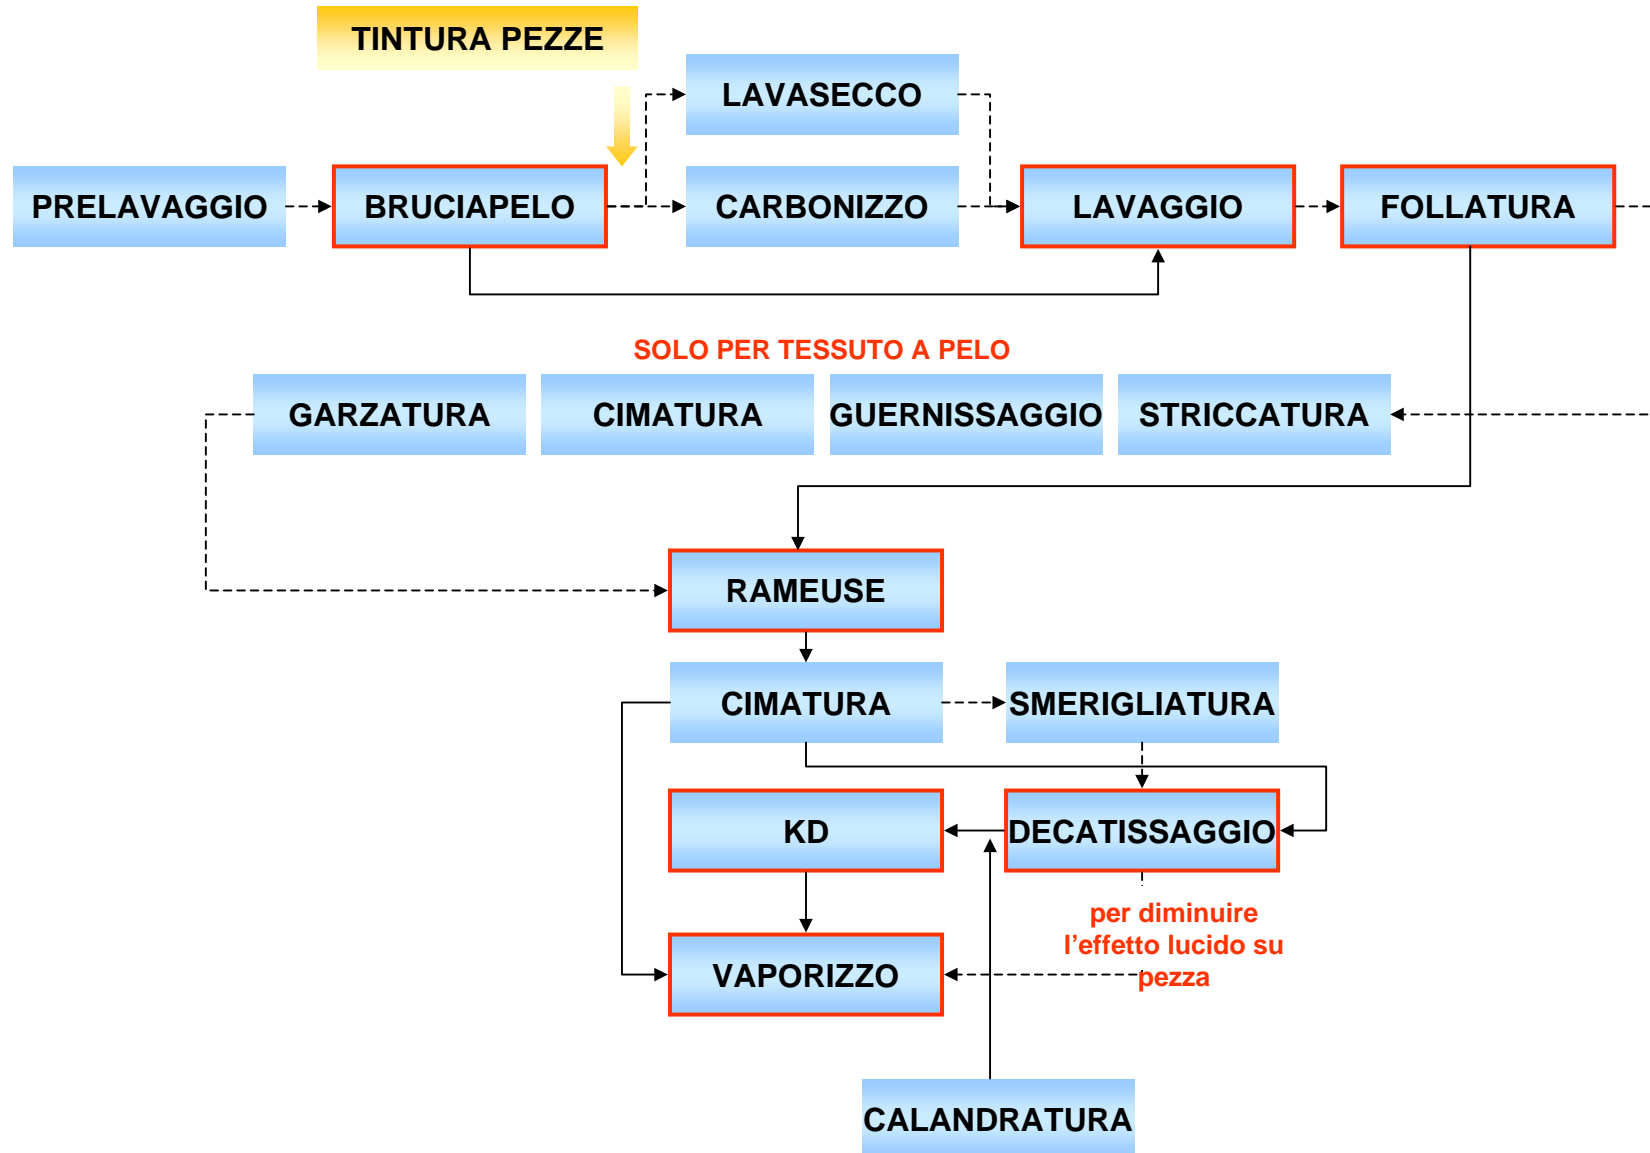 TINTURA PEZZE
LAVASECCO
PRELAVAGGIO
BRUCIAPELO
CARBONIZZO
LAVAGGIO
FOLLATURA
SOLO PER TESSUTO A PELO
GARZATURA
CIMATURA
GUERNISSAGGIO
STRICCATURA
RAMEUSE
CIMATURA
SMERIGLIATURA
KD
DECATISSAGGIO
per diminuire
l’effetto lucido su
pezza
VAPORIZZO
CALANDRATURA